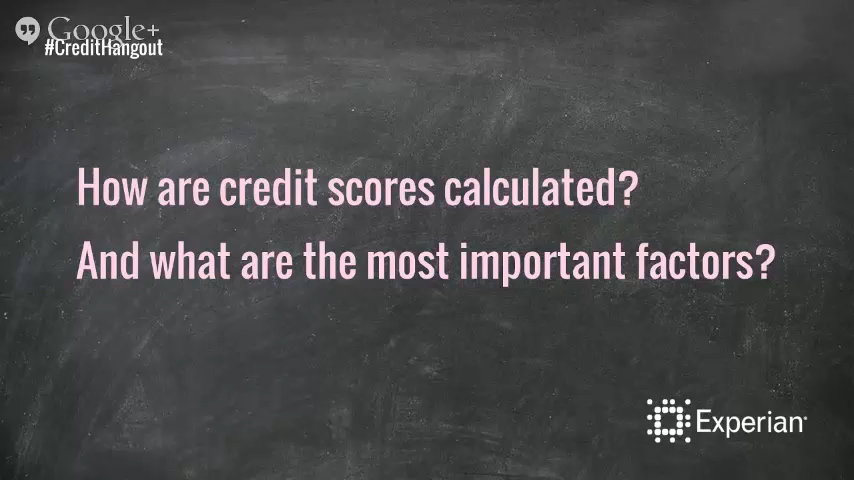 Google+
#CreditHangout
How are credit scores calculated?
And what are the most important factors?
Experian